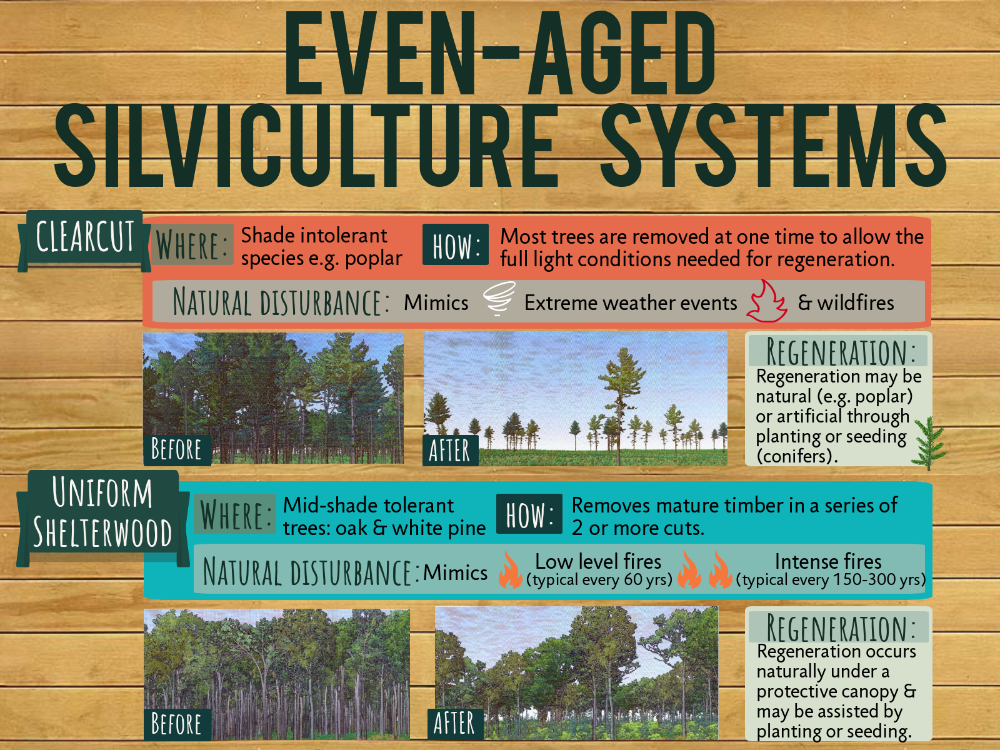 EVEN-AGED
SILVICULTURE SYSTEMS
CLEARCUT
WHERE:
Shade intolerant
species e.g. poplar
HOW:
Most trees are removed at one time to allow the
full light conditions needed for regeneration.
NATURAL DISTURBANCE: Mimics Extreme weather events & wildfires
BEFORE
AFTER
REGENERATION:
Regeneration may be
natural (e.g. poplar)
or artificial through
planting or seeding
(conifers).
UNIFORM
SHELTERWOOD
WHERE:
Mid-shade tolerant
trees: oak & white pine
HOW:
Removes mature timber in a series of
2 or more cuts.
NATURAL DISTURBANCE: Mimics
Low level fires
(typical every 60 yrs)
Intense fires
(typical every 150-300 yrs)
BEFORE
AFTER
REGENERATION:
Regeneration occurs
naturally under a
protective canopy &
may be assisted by
planting or seeding.